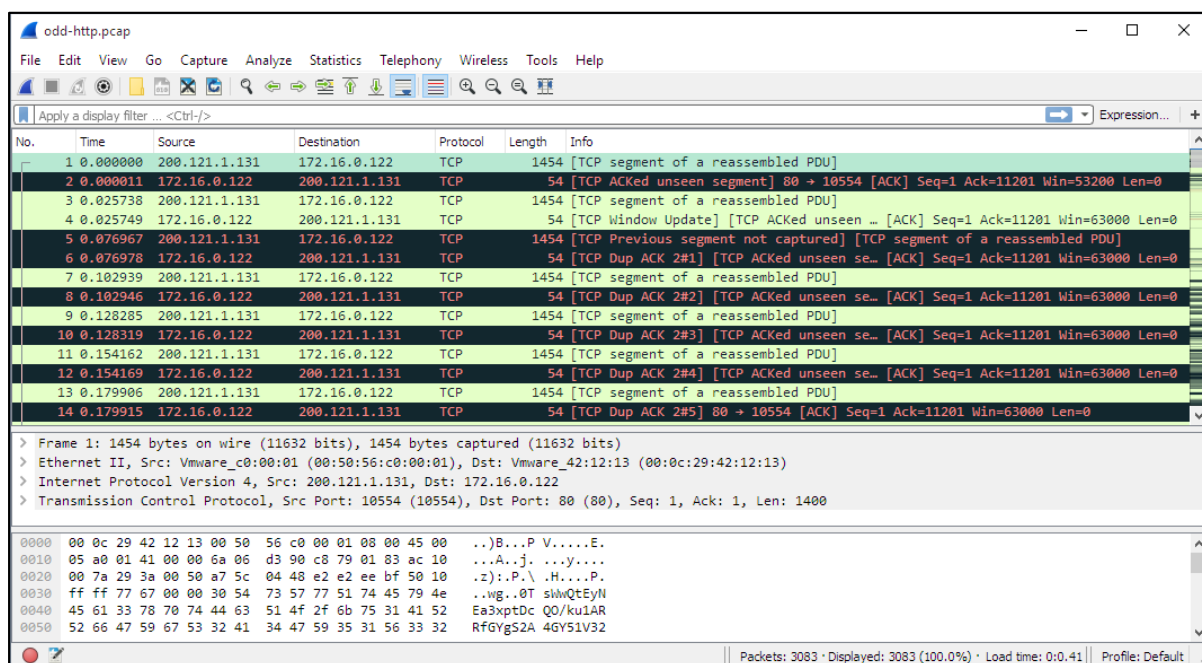 odd-http.pcap
File Edit View Go Capture Analyze Statistics Telephony Wireless Tools Help
Apply a display filter ... <Ctrl-/> Expression... +
No. Time Source Destination Protocol Length Info
1 0.000000 200.121.1.131 172.16.0.122 TCP 1454 [TCP segment of a reassembled PDU]
2 0.000011 172.16.0.122 200.121.1.131 TCP 54 [TCP ACKed unseen segment] 80 → 10554 [ACK] Seq=1 Ack=11201 Win=53200 Len=0
3 0.025738 200.121.1.131 172.16.0.122 TCP 1454 [TCP segment of a reassembled PDU]
4 0.025749 172.16.0.122 200.121.1.131 TCP 54 [TCP Window Update] [TCP ACKed unseen … [ACK] Seq=1 Ack=11201 Win=63000 Len=0
5 0.076967 200.121.1.131 172.16.0.122 TCP 1454 [TCP Previous segment not captured] [TCP segment of a reassembled PDU]
6 0.076978 172.16.0.122 200.121.1.131 TCP 54 [TCP Dup ACK 2#1] [TCP ACKed unseen se… [ACK] Seq=1 Ack=11201 Win=63000 Len=0
7 0.102939 200.121.1.131 172.16.0.122 TCP 1454 [TCP segment of a reassembled PDU]
8 0.102946 172.16.0.122 200.121.1.131 TCP 54 [TCP Dup ACK 2#2] [TCP ACKed unseen se… [ACK] Seq=1 Ack=11201 Win=63000 Len=0
9 0.128285 200.121.1.131 172.16.0.122 TCP 1454 [TCP segment of a reassembled PDU]
10 0.128319 172.16.0.122 200.121.1.131 TCP 54 [TCP Dup ACK 2#3] [TCP ACKed unseen se… [ACK] Seq=1 Ack=11201 Win=63000 Len=0
11 0.154162 200.121.1.131 172.16.0.122 TCP 1454 [TCP segment of a reassembled PDU]
12 0.154169 172.16.0.122 200.121.1.131 TCP 54 [TCP Dup ACK 2#4] [TCP ACKed unseen se… [ACK] Seq=1 Ack=11201 Win=63000 Len=0
13 0.179906 200.121.1.131 172.16.0.122 TCP 1454 [TCP segment of a reassembled PDU]
14 0.179915 172.16.0.122 200.121.1.131 TCP 54 [TCP Dup ACK 2#5] 80 → 10554 [ACK] Seq=1 Ack=11201 Win=63000 Len=0
> Frame 1: 1454 bytes on wire (11632 bits), 1454 bytes captured (11632 bits)
> Ethernet II, Src: Vmware_c0:00:01 (00:50:56:c0:00:01), Dst: Vmware_42:12:13 (00:0c:29:42:12:13)
> Internet Protocol Version 4, Src: 200.121.1.131, Dst: 172.16.0.122
> Transmission Control Protocol, Src Port: 10554 (10554), Dst Port: 80 (80), Seq: 1, Ack: 1, Len: 1400
0000 00 0c 29 42 12 13 00 50 56 c0 00 01 08 00 45 00 ..)B...P V.....E.
0010 05 a0 01 41 00 00 6a 06 d3 90 c8 79 01 83 ac 10 ...A..j. ...y....
0020 00 7a 29 3a 00 50 a7 5c 04 48 e2 e2 ee bf 50 10 .z):.P.\ .H....P.
0030 ff ff 77 67 00 00 30 54 73 57 77 51 74 45 79 4e ..wg..0T sWwQtEyN
0040 45 61 33 78 70 74 44 63 51 4f 2f 6b 75 31 41 52 Ea3xptDc QO/ku1AR
0050 52 66 47 59 67 53 32 41 34 47 59 35 31 56 33 32 RfGYgS2A 4GY51V32
Packets: 3083 · Displayed: 3083 (100.0%) · Load time: 0:0.41 Profile: Default